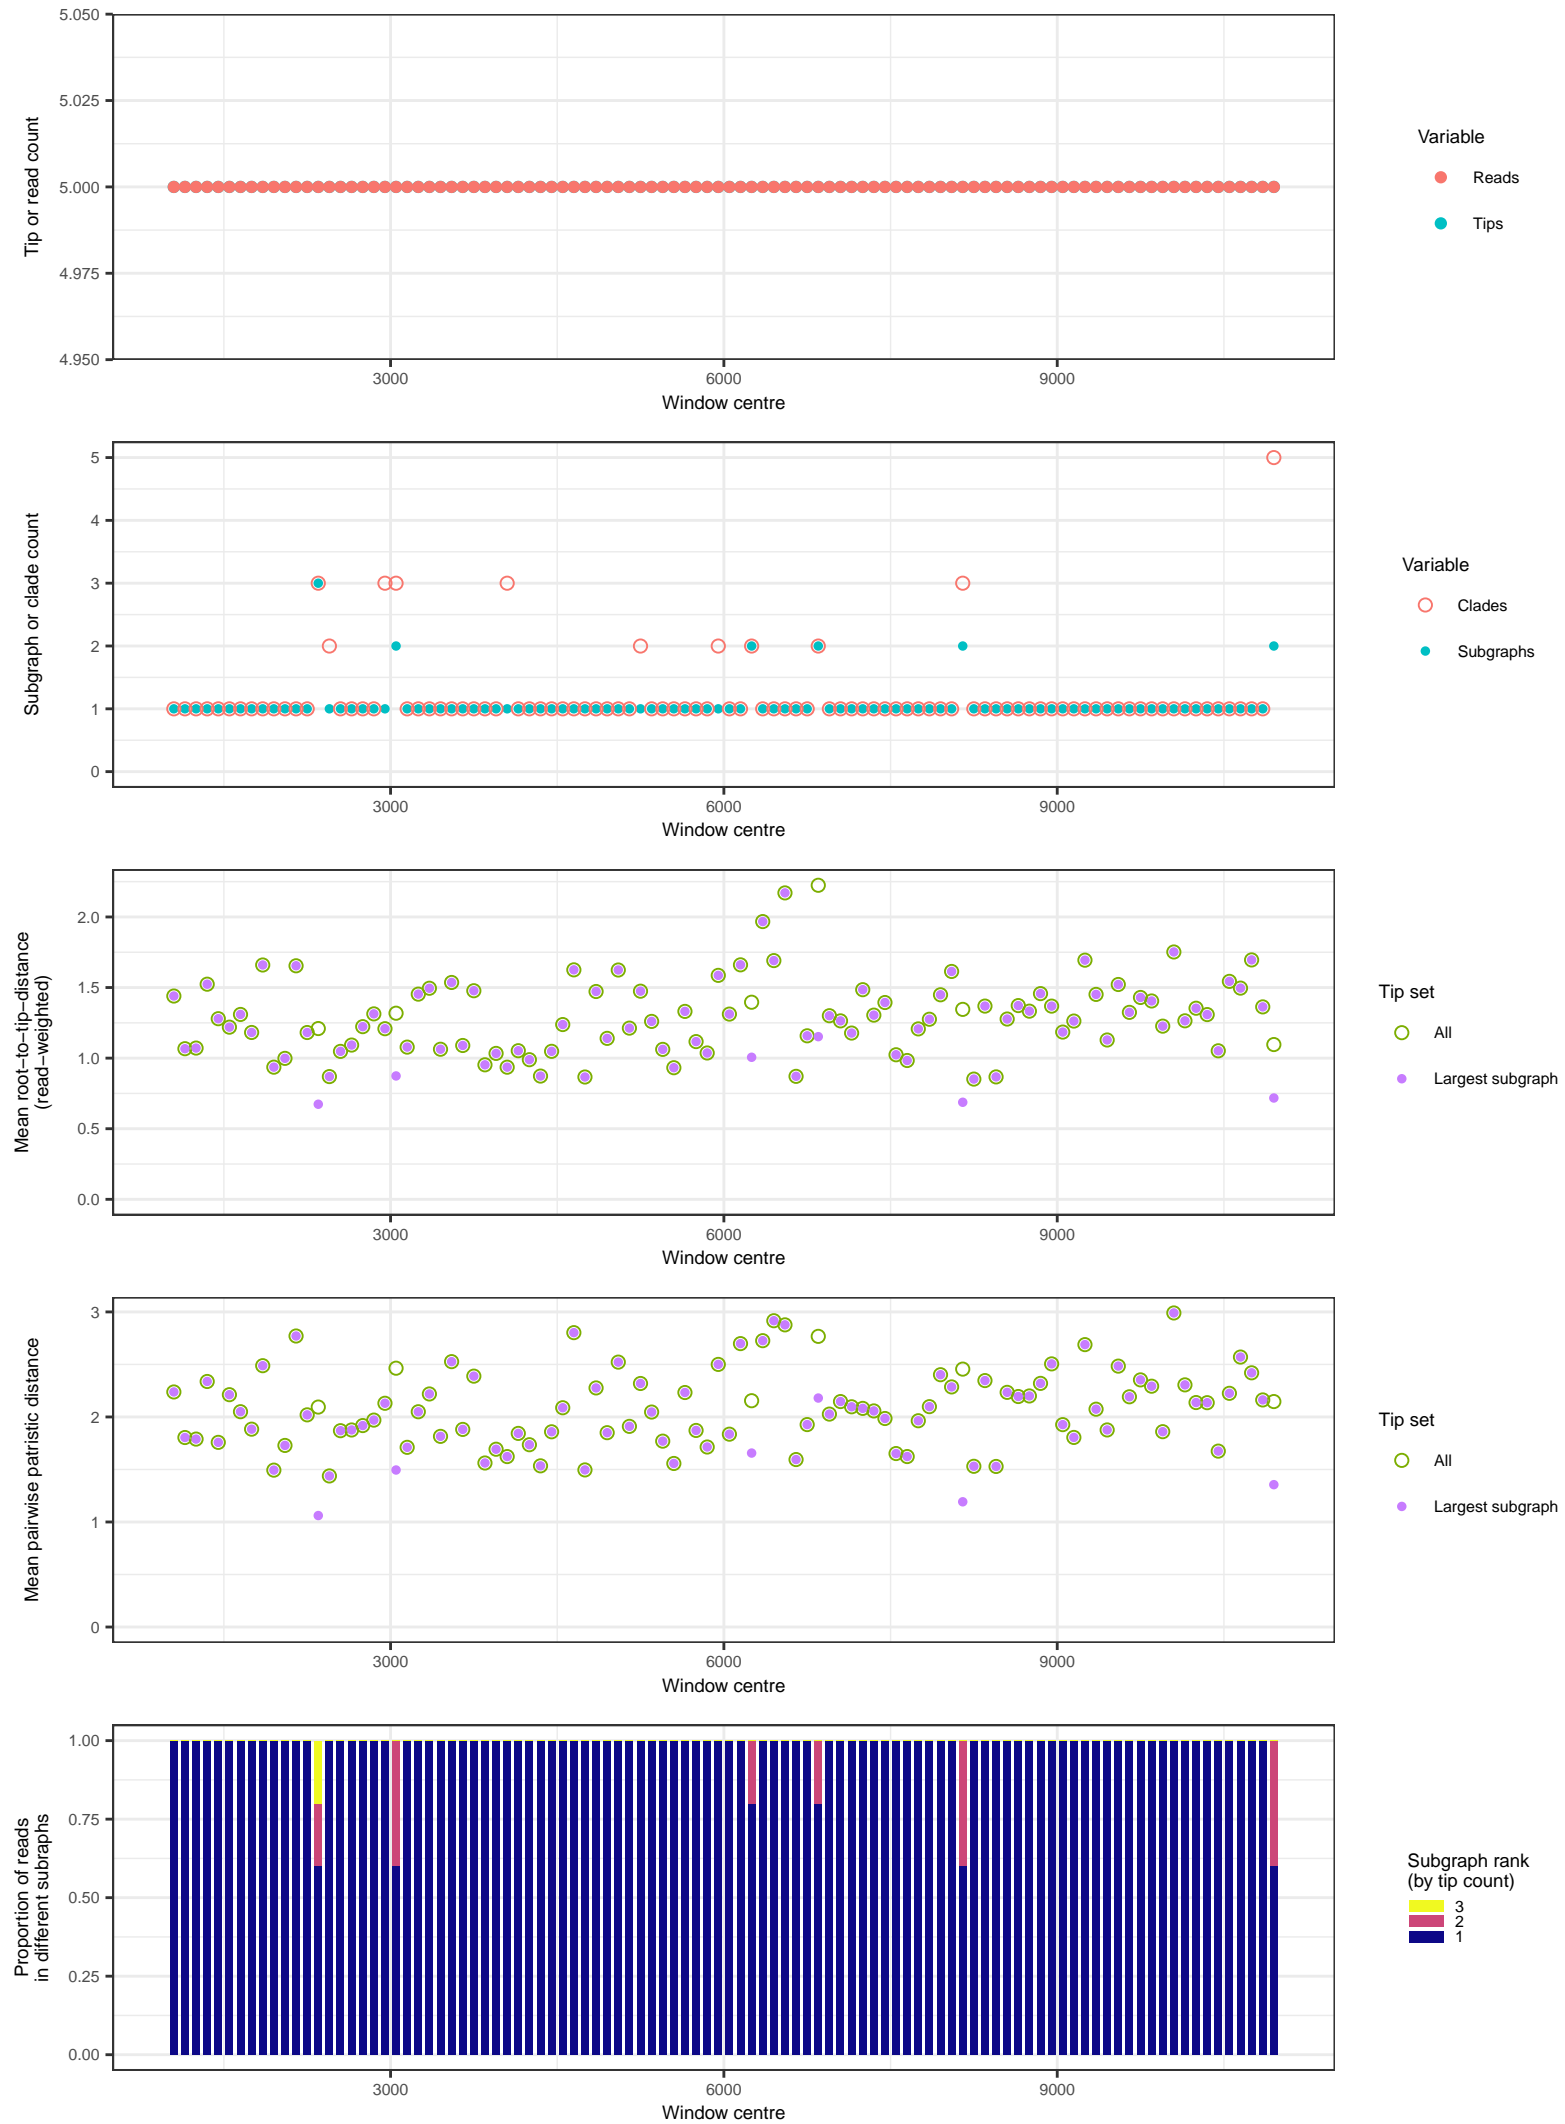 5.050
5.025
5.000
4.975
4.950
Tip or read count
3000
6000
9000
Window centre
Variable
Reads
Tips
5
4
3
2
1
0
Subgraph or clade count
3000
6000
9000
Window centre
Variable
Clades
Subgraphs
2.0
1.5
1.0
0.5
0.0
Mean root−to−tip−distance
(read−weighted)
3000
6000
9000
Window centre
Tip set
All
Largest subgraph
3
2
1
0
Mean pairwise patristic distance
3000
6000
9000
Window centre
Tip set
All
Largest subgraph
1.00
0.75
0.50
0.25
0.00
Proportion of reads
in different subraphs
3000
6000
9000
Window centre
Subgraph rank
(by tip count)
3
2
1